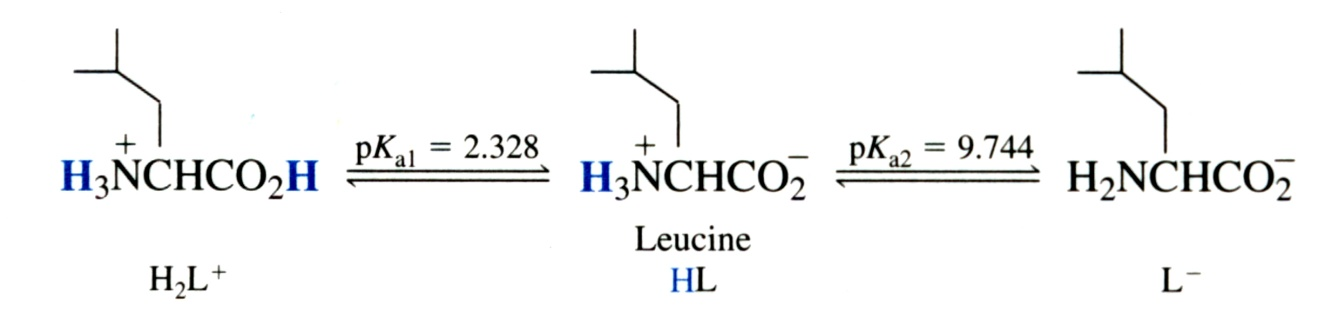 H₃N⁺CHCO₂H pKₐ₁ = 2.328 H₃N⁺CHCO₂⁻ pKₐ₂ = 9.744 H₂NCHCO₂⁻
Leucine
H₂L⁺ HL L⁻